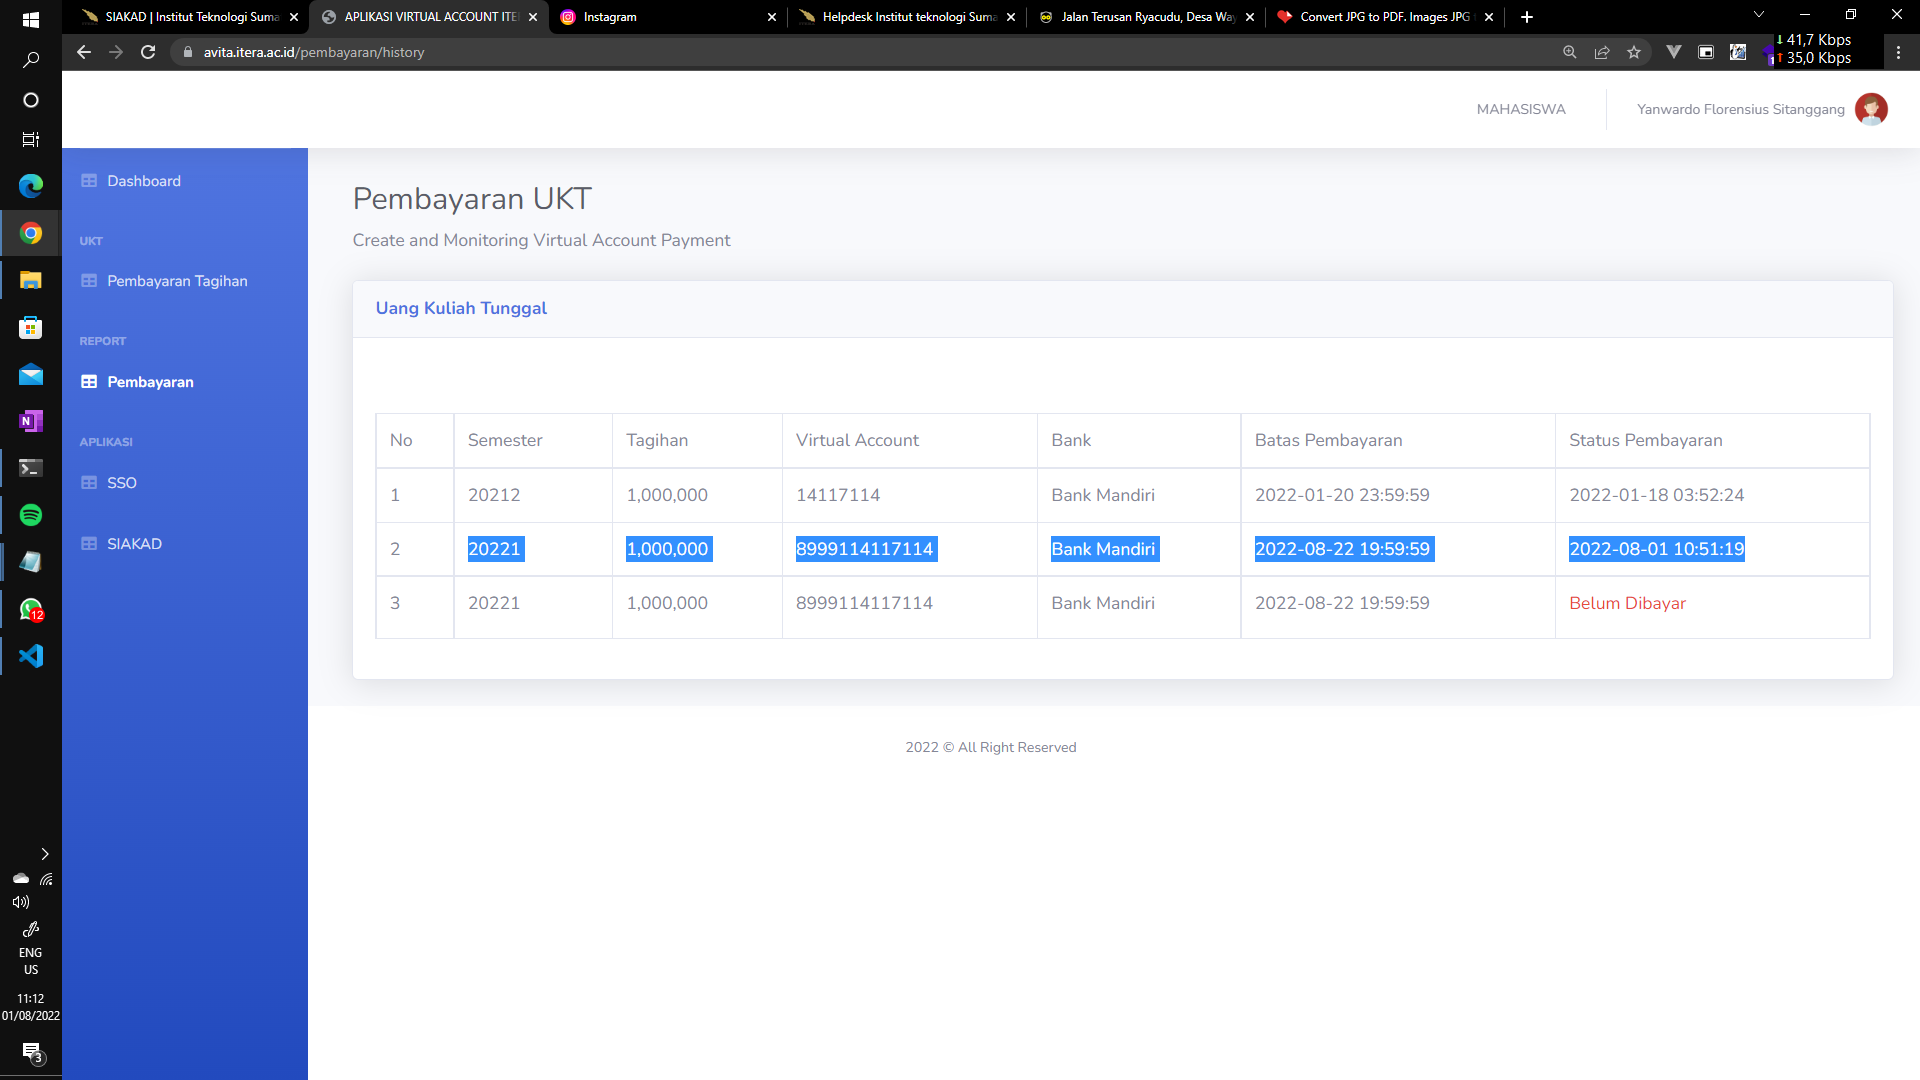 SIAKAD | Institut Teknologi Suma
APLIKASI VIRTUAL ACCOUNT ITE
Instagram
Helpdesk Institut teknologi Suma
Jalan Terusan Ryacudu, Desa Way
Convert JPG to PDF. Images JPG
avita.itera.ac.id/pembayaran/history
↓ 41,7 Kbps
↑ 35,0 Kbps
MAHASISWA
Yanwardo Florensius Sitanggang
Dashboard
UKT
Pembayaran Tagihan
REPORT
Pembayaran
APLIKASI
SSO
SIAKAD
Pembayaran UKT
Create and Monitoring Virtual Account Payment
Uang Kuliah Tunggal
No Semester Tagihan Virtual Account Bank Batas Pembayaran Status Pembayaran
1 20212 1,000,000 14117114 Bank Mandiri 2022-01-20 23:59:59 2022-01-18 03:52:24
2 20221 1,000,000 8999114117114 Bank Mandiri 2022-08-22 19:59:59 2022-08-01 10:51:19
3 20221 1,000,000 8999114117114 Bank Mandiri 2022-08-22 19:59:59 Belum Dibayar
2022 © All Right Reserved
12
ENG
US
11:12
01/08/2022
3